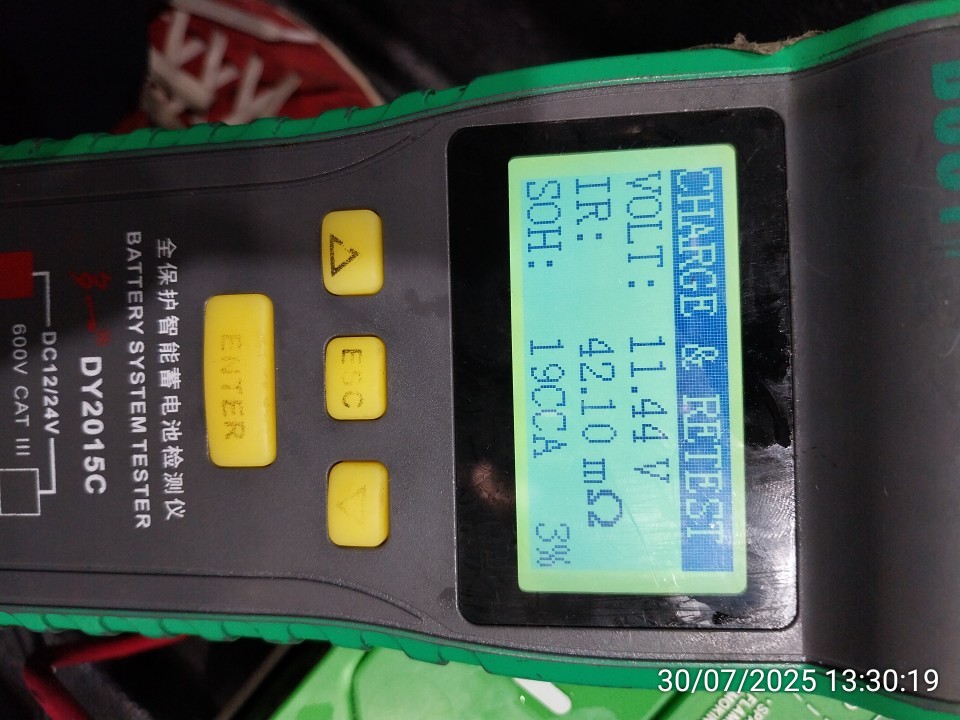 CHARGE & RETEST
VOLT: 11.44 V
IR: 42.10 mΩ
SOH: 19CCA 3%
ESC
ENTER
全保护智能蓄电池检测仪
BATTERY SYSTEM TESTER
DY2015C
DC12/24V
600V CAT III
30/07/2025 13:30:19